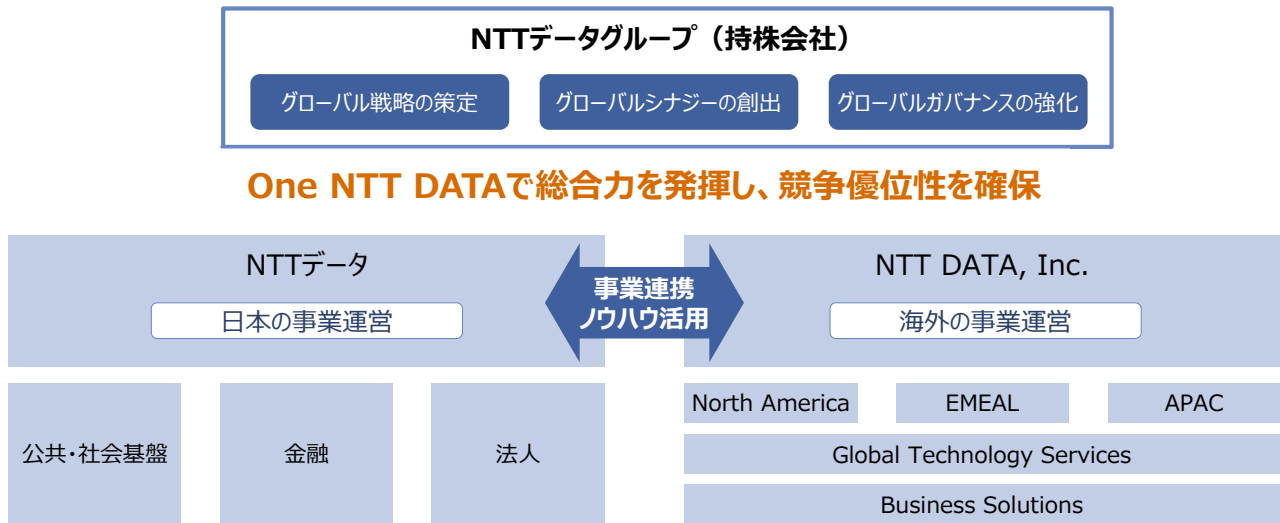 NTTデータグループ（持株会社）
グローバル戦略の策定
グローバルシナジーの創出
グローバルガバナンスの強化
One NTT DATAで総合力を発揮し、競争優位性を確保
NTTデータ
日本の事業運営
事業連携
ノウハウ活用
NTT DATA, Inc.
海外の事業運営
公共・社会基盤
金融
法人
North America
EMEAL
APAC
Global Technology Services
Business Solutions